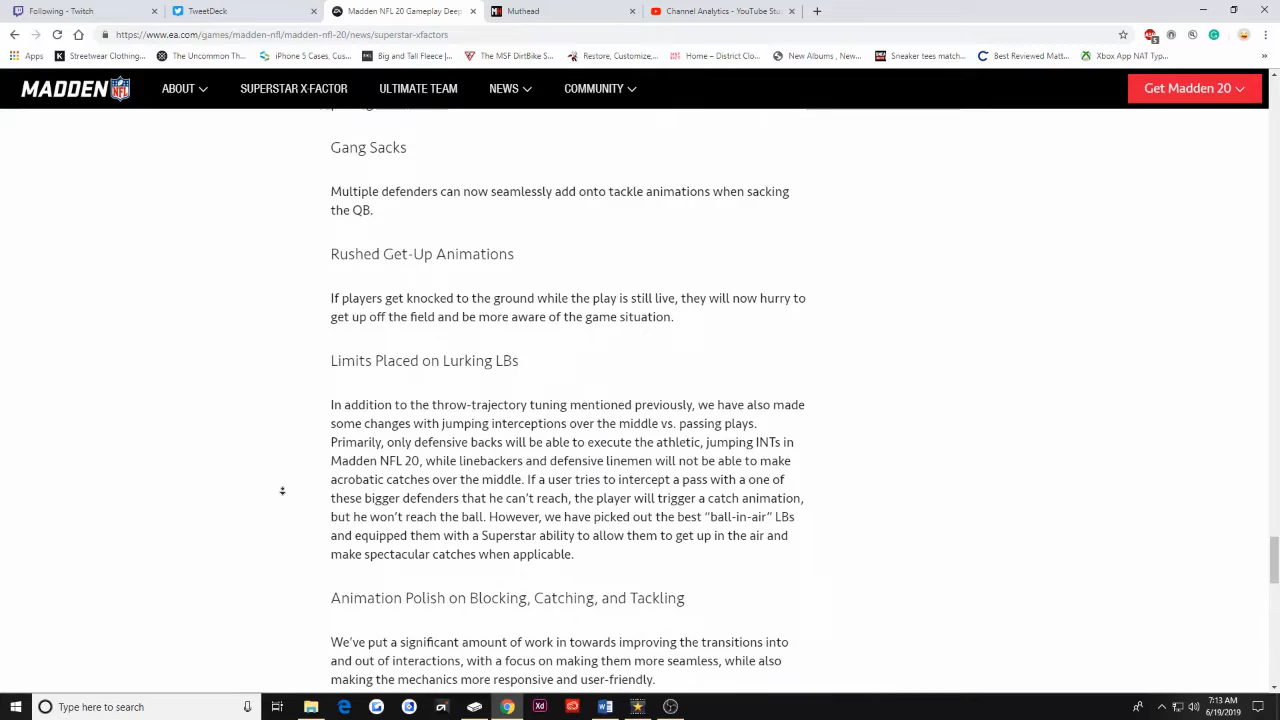 Following - Twitch
TweetDeck
Madden NFL 20 Gameplay Deep
Muthead
Channel Analytics - YouTube Stu
https://www.ea.com/games/madden-nfl/madden-nfl-20/news/superstar-xfactors
Apps
Streetwear Clothing...
The Uncommon Th...
iPhone 5 Cases, Cus...
Big and Tall Fleece |...
The MSF DirtBike S...
Restore, Customize,...
Home – District Clo...
New Albums , New...
Sneaker tees match...
Best Reviewed Matt...
Xbox App NAT Typ...
MADDEN NFL
ABOUT
SUPERSTAR X-FACTOR
ULTIMATE TEAM
NEWS
COMMUNITY
Get Madden 20
Gang Sacks
Multiple defenders can now seamlessly add onto tackle animations when sacking
the QB.
Rushed Get-Up Animations
If players get knocked to the ground while the play is still live, they will now hurry to
get up off the field and be more aware of the game situation.
Limits Placed on Lurking LBs
In addition to the throw-trajectory tuning mentioned previously, we have also made
some changes with jumping interceptions over the middle vs. passing plays.
Primarily, only defensive backs will be able to execute the athletic, jumping INTs in
Madden NFL 20, while linebackers and defensive linemen will not be able to make
acrobatic catches over the middle. If a user tries to intercept a pass with a one of
these bigger defenders that he can't reach, the player will trigger a catch animation,
but he won't reach the ball. However, we have picked out the best “ball-in-air” LBs
and equipped them with a Superstar ability to allow them to get up in the air and
make spectacular catches when applicable.
Animation Polish on Blocking, Catching, and Tackling
We've put a significant amount of work in towards improving the transitions into
and out of interactions, with a focus on making them more seamless, while also
making the mechanics more responsive and user-friendly.
Type here to search
7:13 AM
6/19/2019